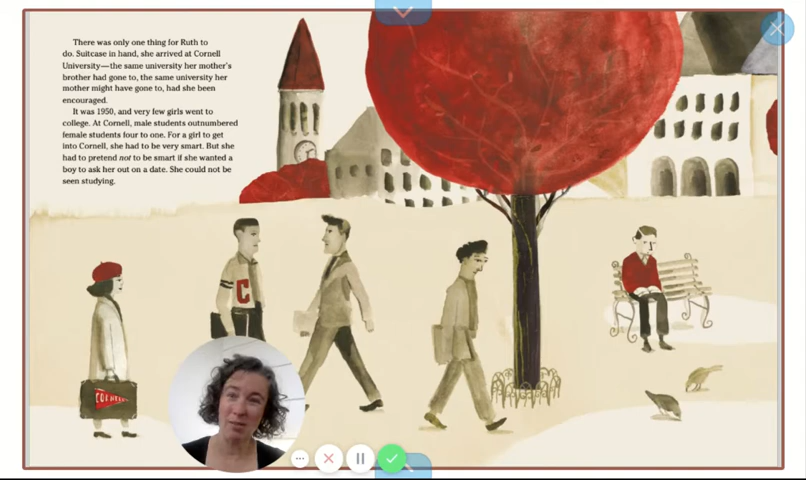 There was only one thing for Ruth to
do. Suitcase in hand, she arrived at Cornell
University—the same university her mother's
brother had gone to, the same university her
mother might have gone to, had she been
encouraged.
It was 1950, and very few girls went to
college. At Cornell, male students outnumbered
female students four to one. For a girl to get
into Cornell, she had to be very smart. But she
had to pretend not to be smart if she wanted a
boy to ask her out on a date. She could not be
seen studying.
C
CORNELL